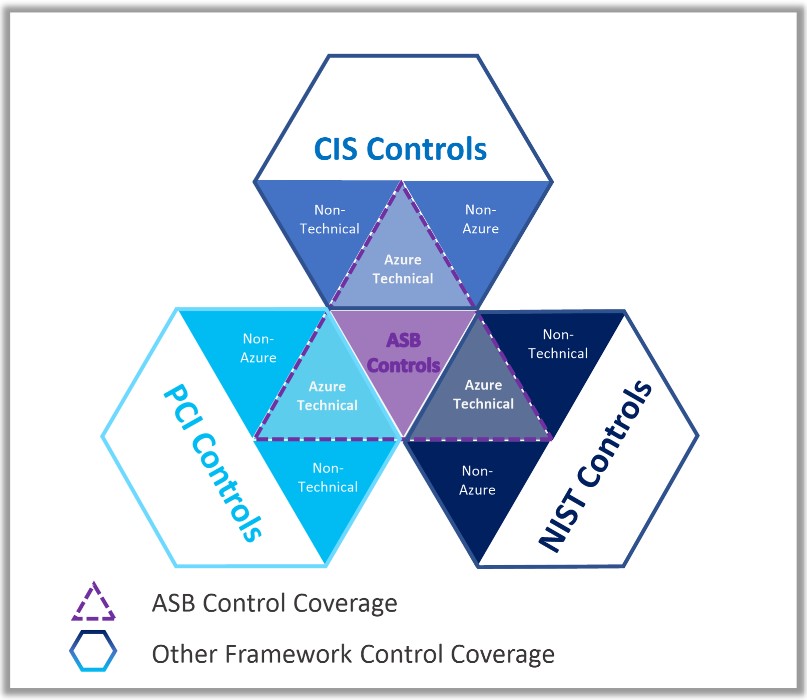 CIS Controls
Non-
Technical
Non-
Azure
Azure
Technical
Non-
Azure
ASB
Controls
Non-
Technical
Azure
Technical
Azure
Technical
PCI Controls
NIST Controls
Non-
Technical
Non-
Azure
ASB Control Coverage
Other Framework Control Coverage